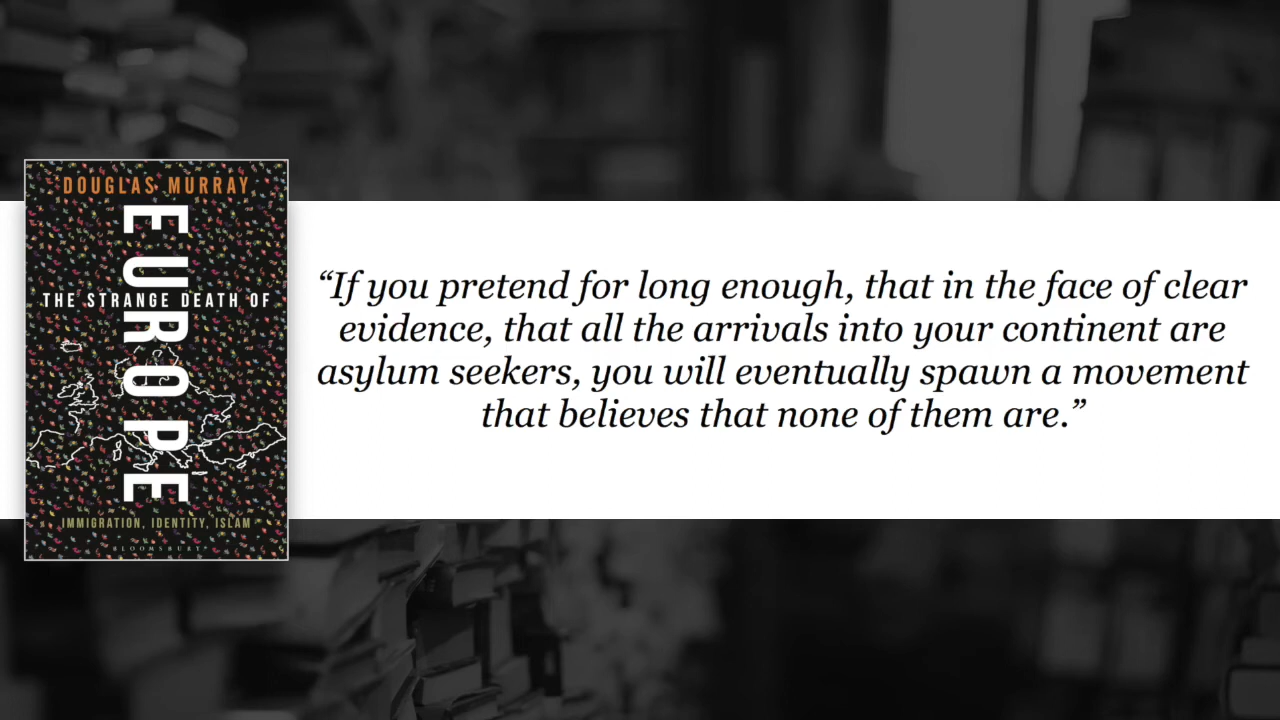 DOUGLAS MURRAY
THE STRANGE DEATH OF
EUROPE
IMMIGRATION, IDENTITY, ISLAM
BLOOMSBURY
“If you pretend for long enough, that in the face of clear
evidence, that all the arrivals into your continent are
asylum seekers, you will eventually spawn a movement
that believes that none of them are.”